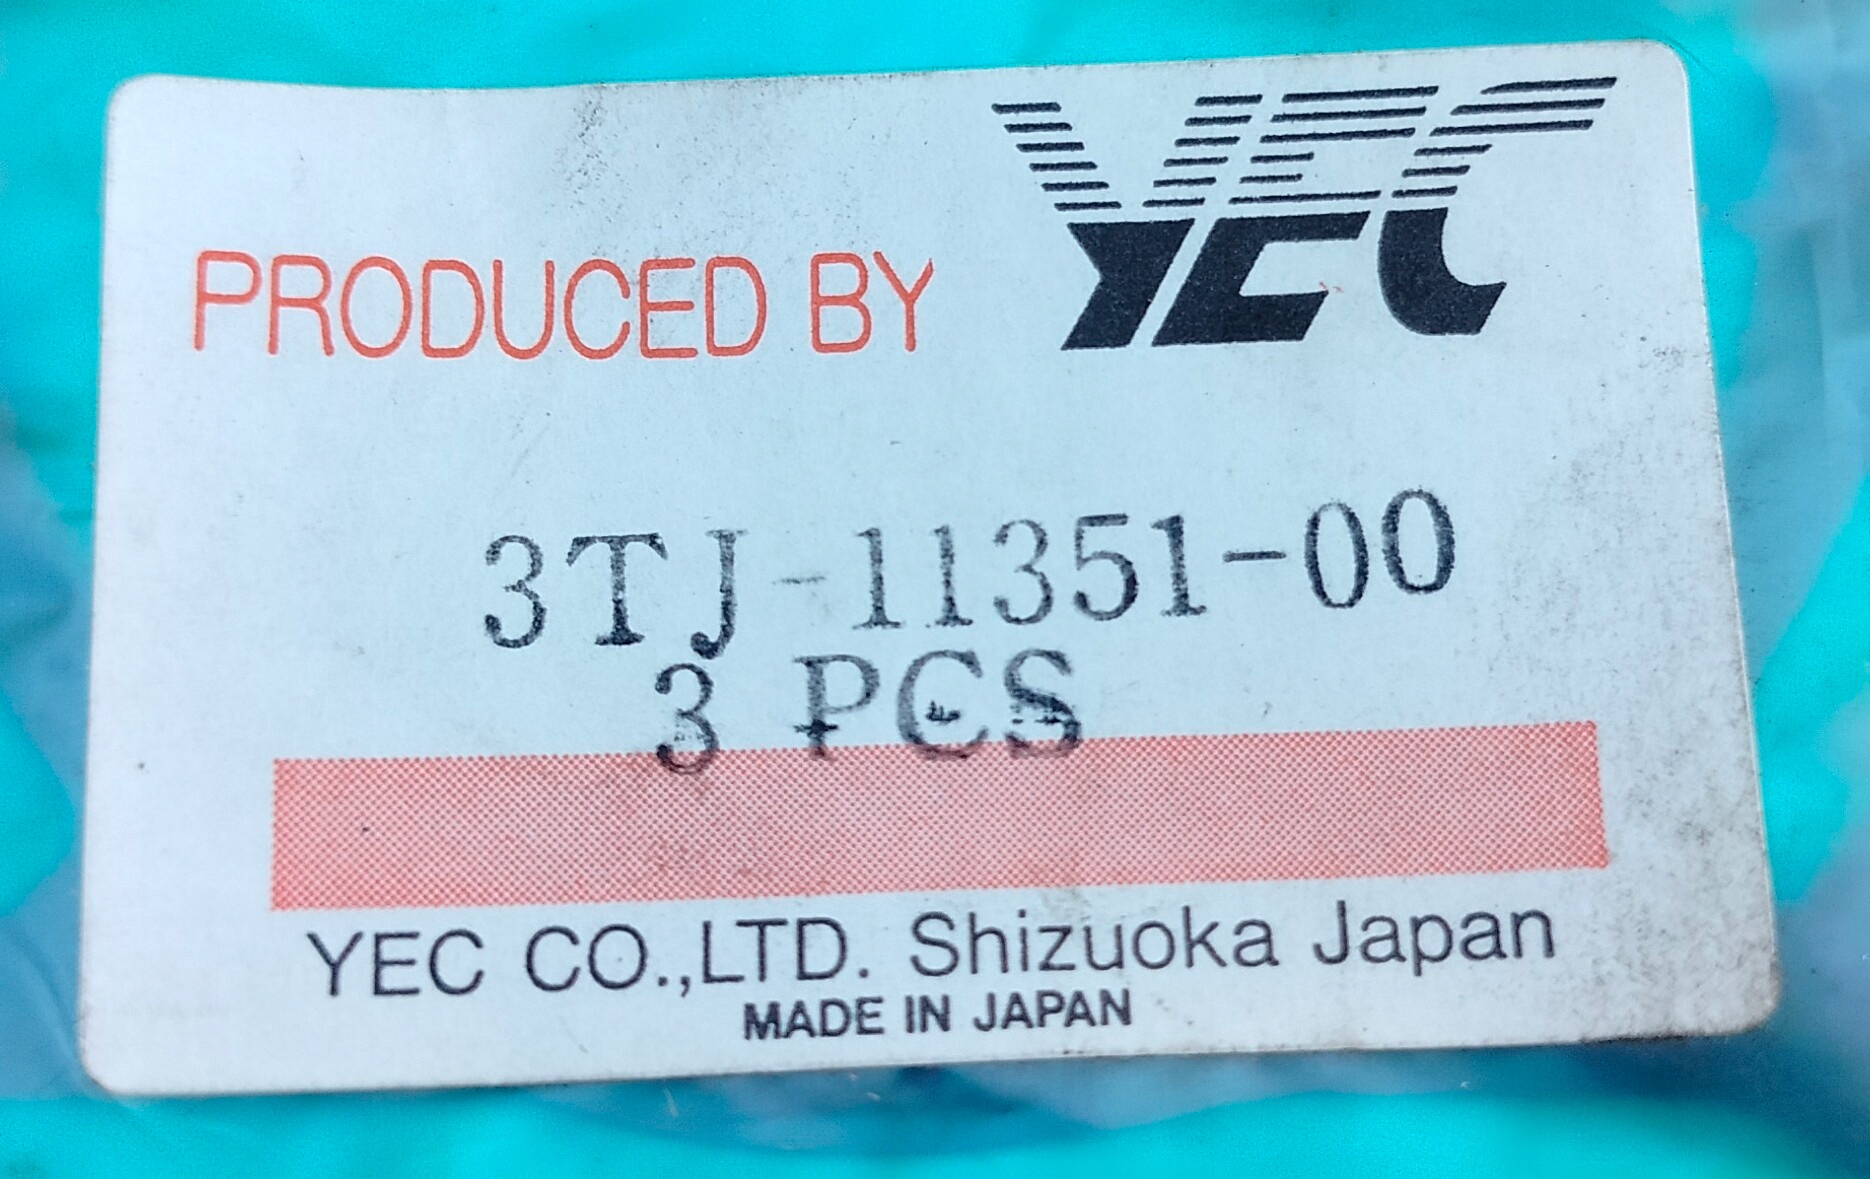 PRODUCED BY YEC
3TJ-11351-00
3 PCS
YEC CO.,LTD. Shizuoka Japan
MADE IN JAPAN